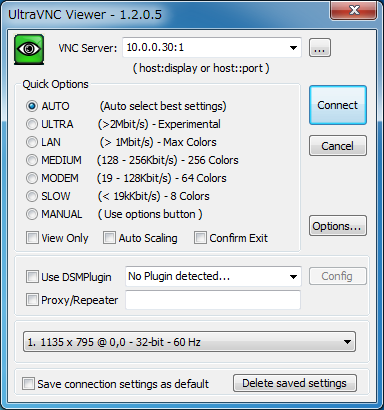 UltraVNC Viewer - 1.2.0.5
VNC Server: 10.0.0.30:1 ...
( host:display or host::port )
Quick Options
AUTO (Auto select best settings)
ULTRA (>2Mbit/s) - Experimental
LAN (> 1Mbit/s) - Max Colors
MEDIUM (128 - 256Kbit/s) - 256 Colors
MODEM (19 - 128Kbit/s) - 64 Colors
SLOW (< 19kKbit/s) - 8 Colors
MANUAL ( Use options button )
View Only Auto Scaling Confirm Exit
Connect
Cancel
Options...
Use DSMPlugin No Plugin detected... Config
Proxy/Repeater
1. 1135 x 795 @ 0,0 - 32-bit - 60 Hz
Save connection settings as default Delete saved settings